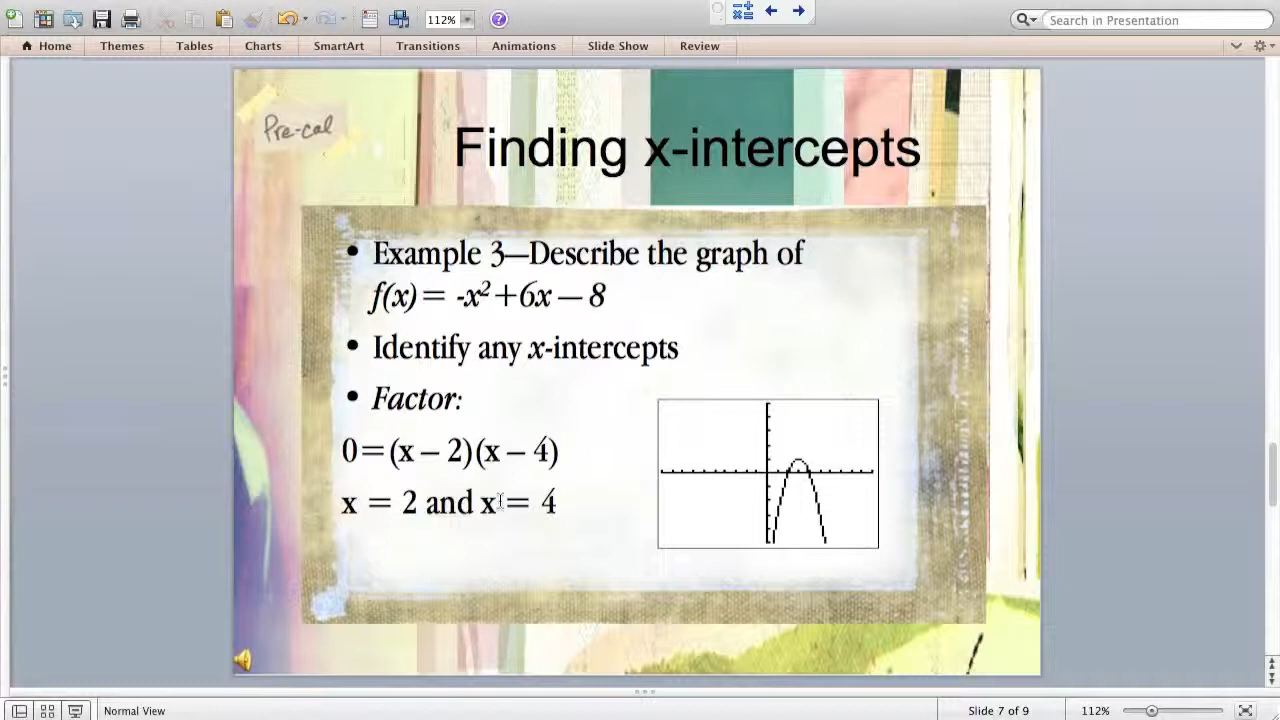 112%
Search in Presentation
Home Themes Tables Charts SmartArt Transitions Animations Slide Show Review
Pre-cal
Finding x-intercepts
• Example 3—Describe the graph of
f(x) = -x²+6x – 8
• Identify any x-intercepts
• Factor:
0=(x – 2)(x – 4)
x = 2 and x = 4
Normal View
Slide 7 of 9
112%